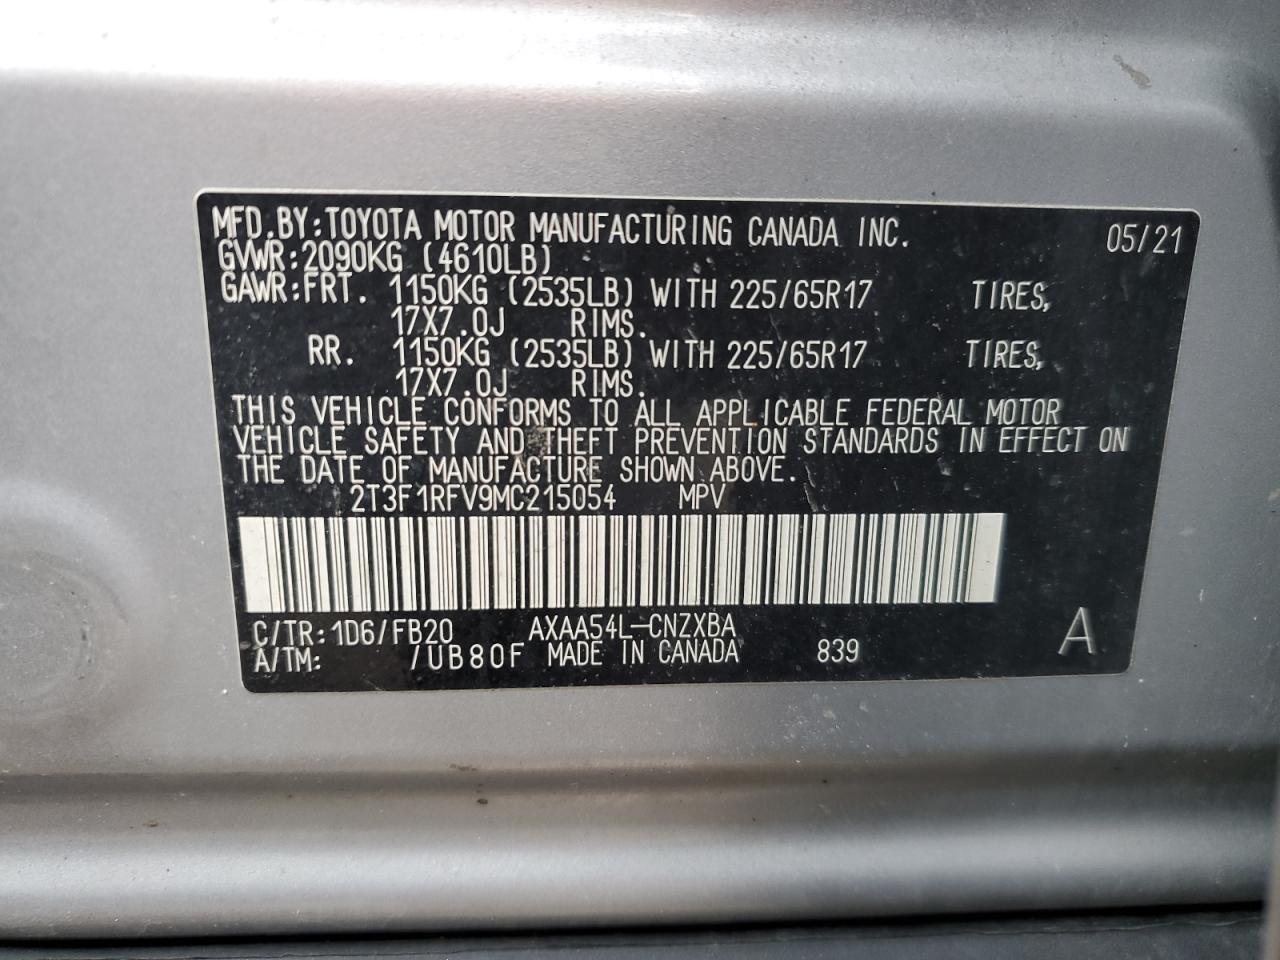 MFD.BY:TOYOTA MOTOR MANUFACTURING CANADA INC. 05/21
GVWR:2090KG (4610LB)
GAWR:FRT. 1150KG (2535LB) WITH 225/65R17 TIRES,
17X7.0J RIMS.
RR. 1150KG (2535LB) WITH 225/65R17 TIRES,
17X7.0J RIMS.
THIS VEHICLE CONFORMS TO ALL APPLICABLE FEDERAL MOTOR
VEHICLE SAFETY AND THEFT PREVENTION STANDARDS IN EFFECT ON
THE DATE OF MANUFACTURE SHOWN ABOVE.
2T3F1RFV9MC215054 MPV
C/TR:1D6/FB20 AXAA54L-CNZXBA
A/TM: /UB80F MADE IN CANADA 839 A